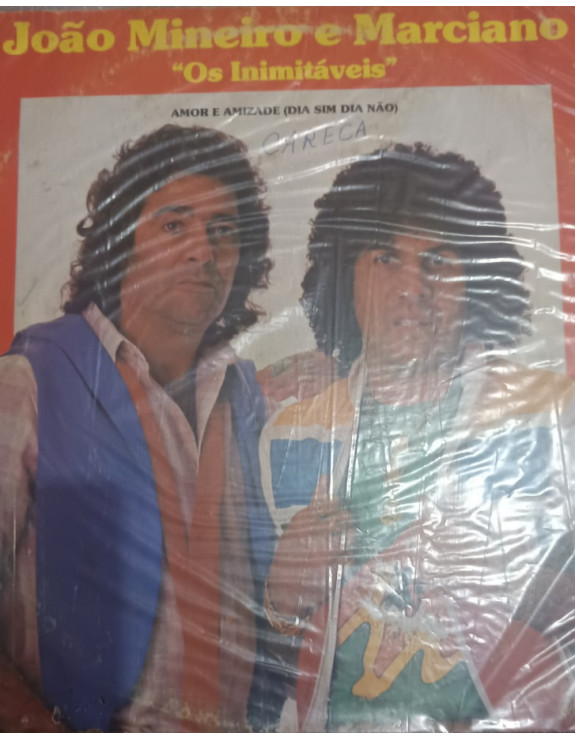 João Mineiro e Marciano
"Os Inimitáveis"
AMOR E AMIZADE (DIA SIM DIA NÃO)
CARECA